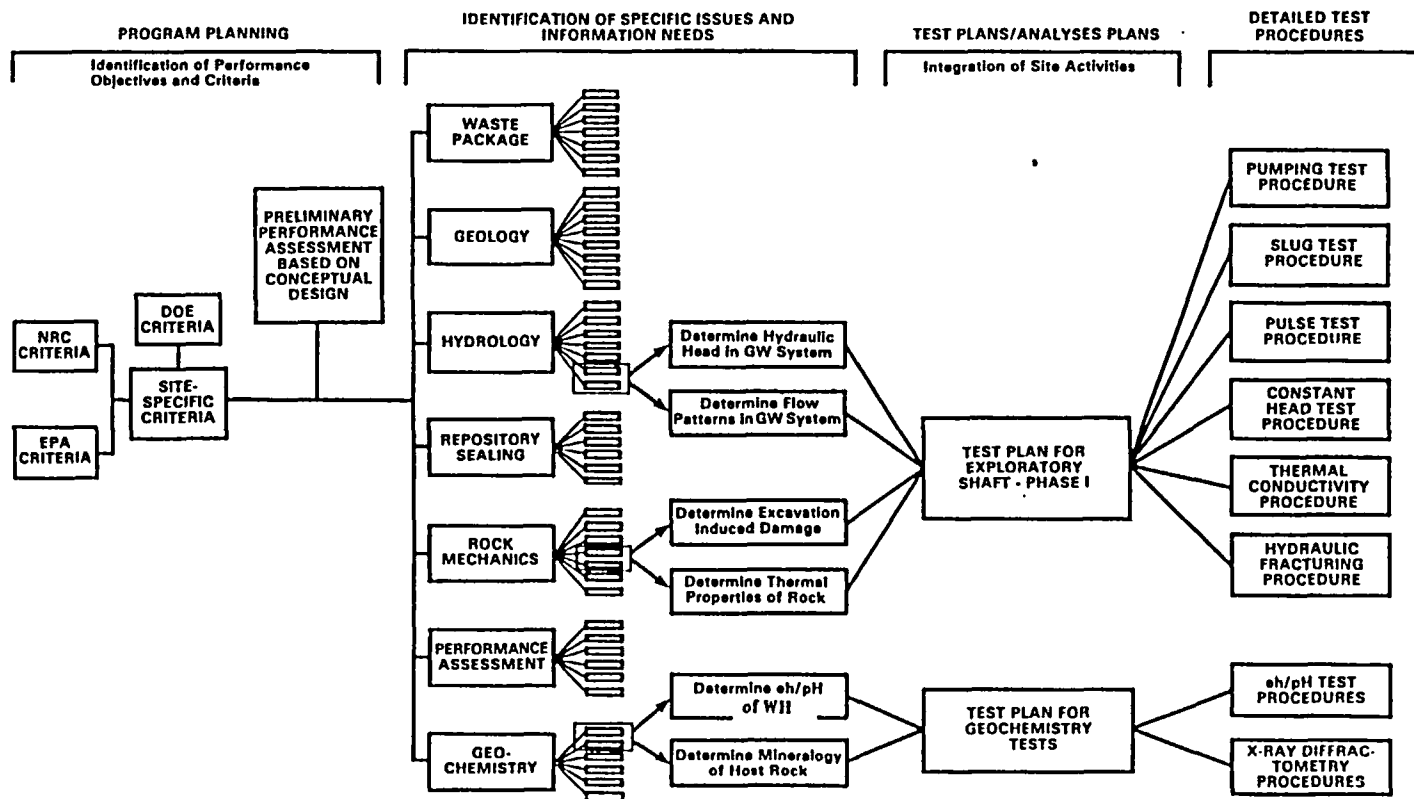 PROGRAM PLANNING
Identification of Performance
Objectives and Criteria
IDENTIFICATION OF SPECIFIC ISSUES AND
INFORMATION NEEDS
TEST PLANS/ANALYSES PLANS
Integration of Site Activities
DETAILED TEST
PROCEDURES
NRC
CRITERIA
EPA
CRITERIA
DOE
CRITERIA
SITE-
SPECIFIC
CRITERIA
PRELIMINARY
PERFORMANCE
ASSESSMENT
BASED ON
CONCEPTUAL
DESIGN
WASTE
PACKAGE
GEOLOGY
HYDROLOGY
REPOSITORY
SEALING
ROCK
MECHANICS
PERFORMANCE
ASSESSMENT
GEO-
CHEMISTRY
Determine Hydraulic
Head in GW System
Determine Flow
Patterns in GW System
Determine Excavation
Induced Damage
Determine Thermal
Properties of Rock
Determine eh/pH
of
Determine Mineralogy
of Host Rock
TEST PLAN FOR
EXPLORATORY
SHAFT - PHASE I
TEST PLAN FOR
GEOCHEMISTRY
TESTS
PUMPING TEST
PROCEDURE
SLUG TEST
PROCEDURE
PULSE TEST
PROCEDURE
CONSTANT
HEAD TEST
PROCEDURE
THERMAL
CONDUCTIVITY
PROCEDURE
HYDRAULIC
FRACTURING
PROCEDURE
eh/pH TEST
PROCEDURES
X-RAY DIFFRAC-
TOMETRY
PROCEDURES